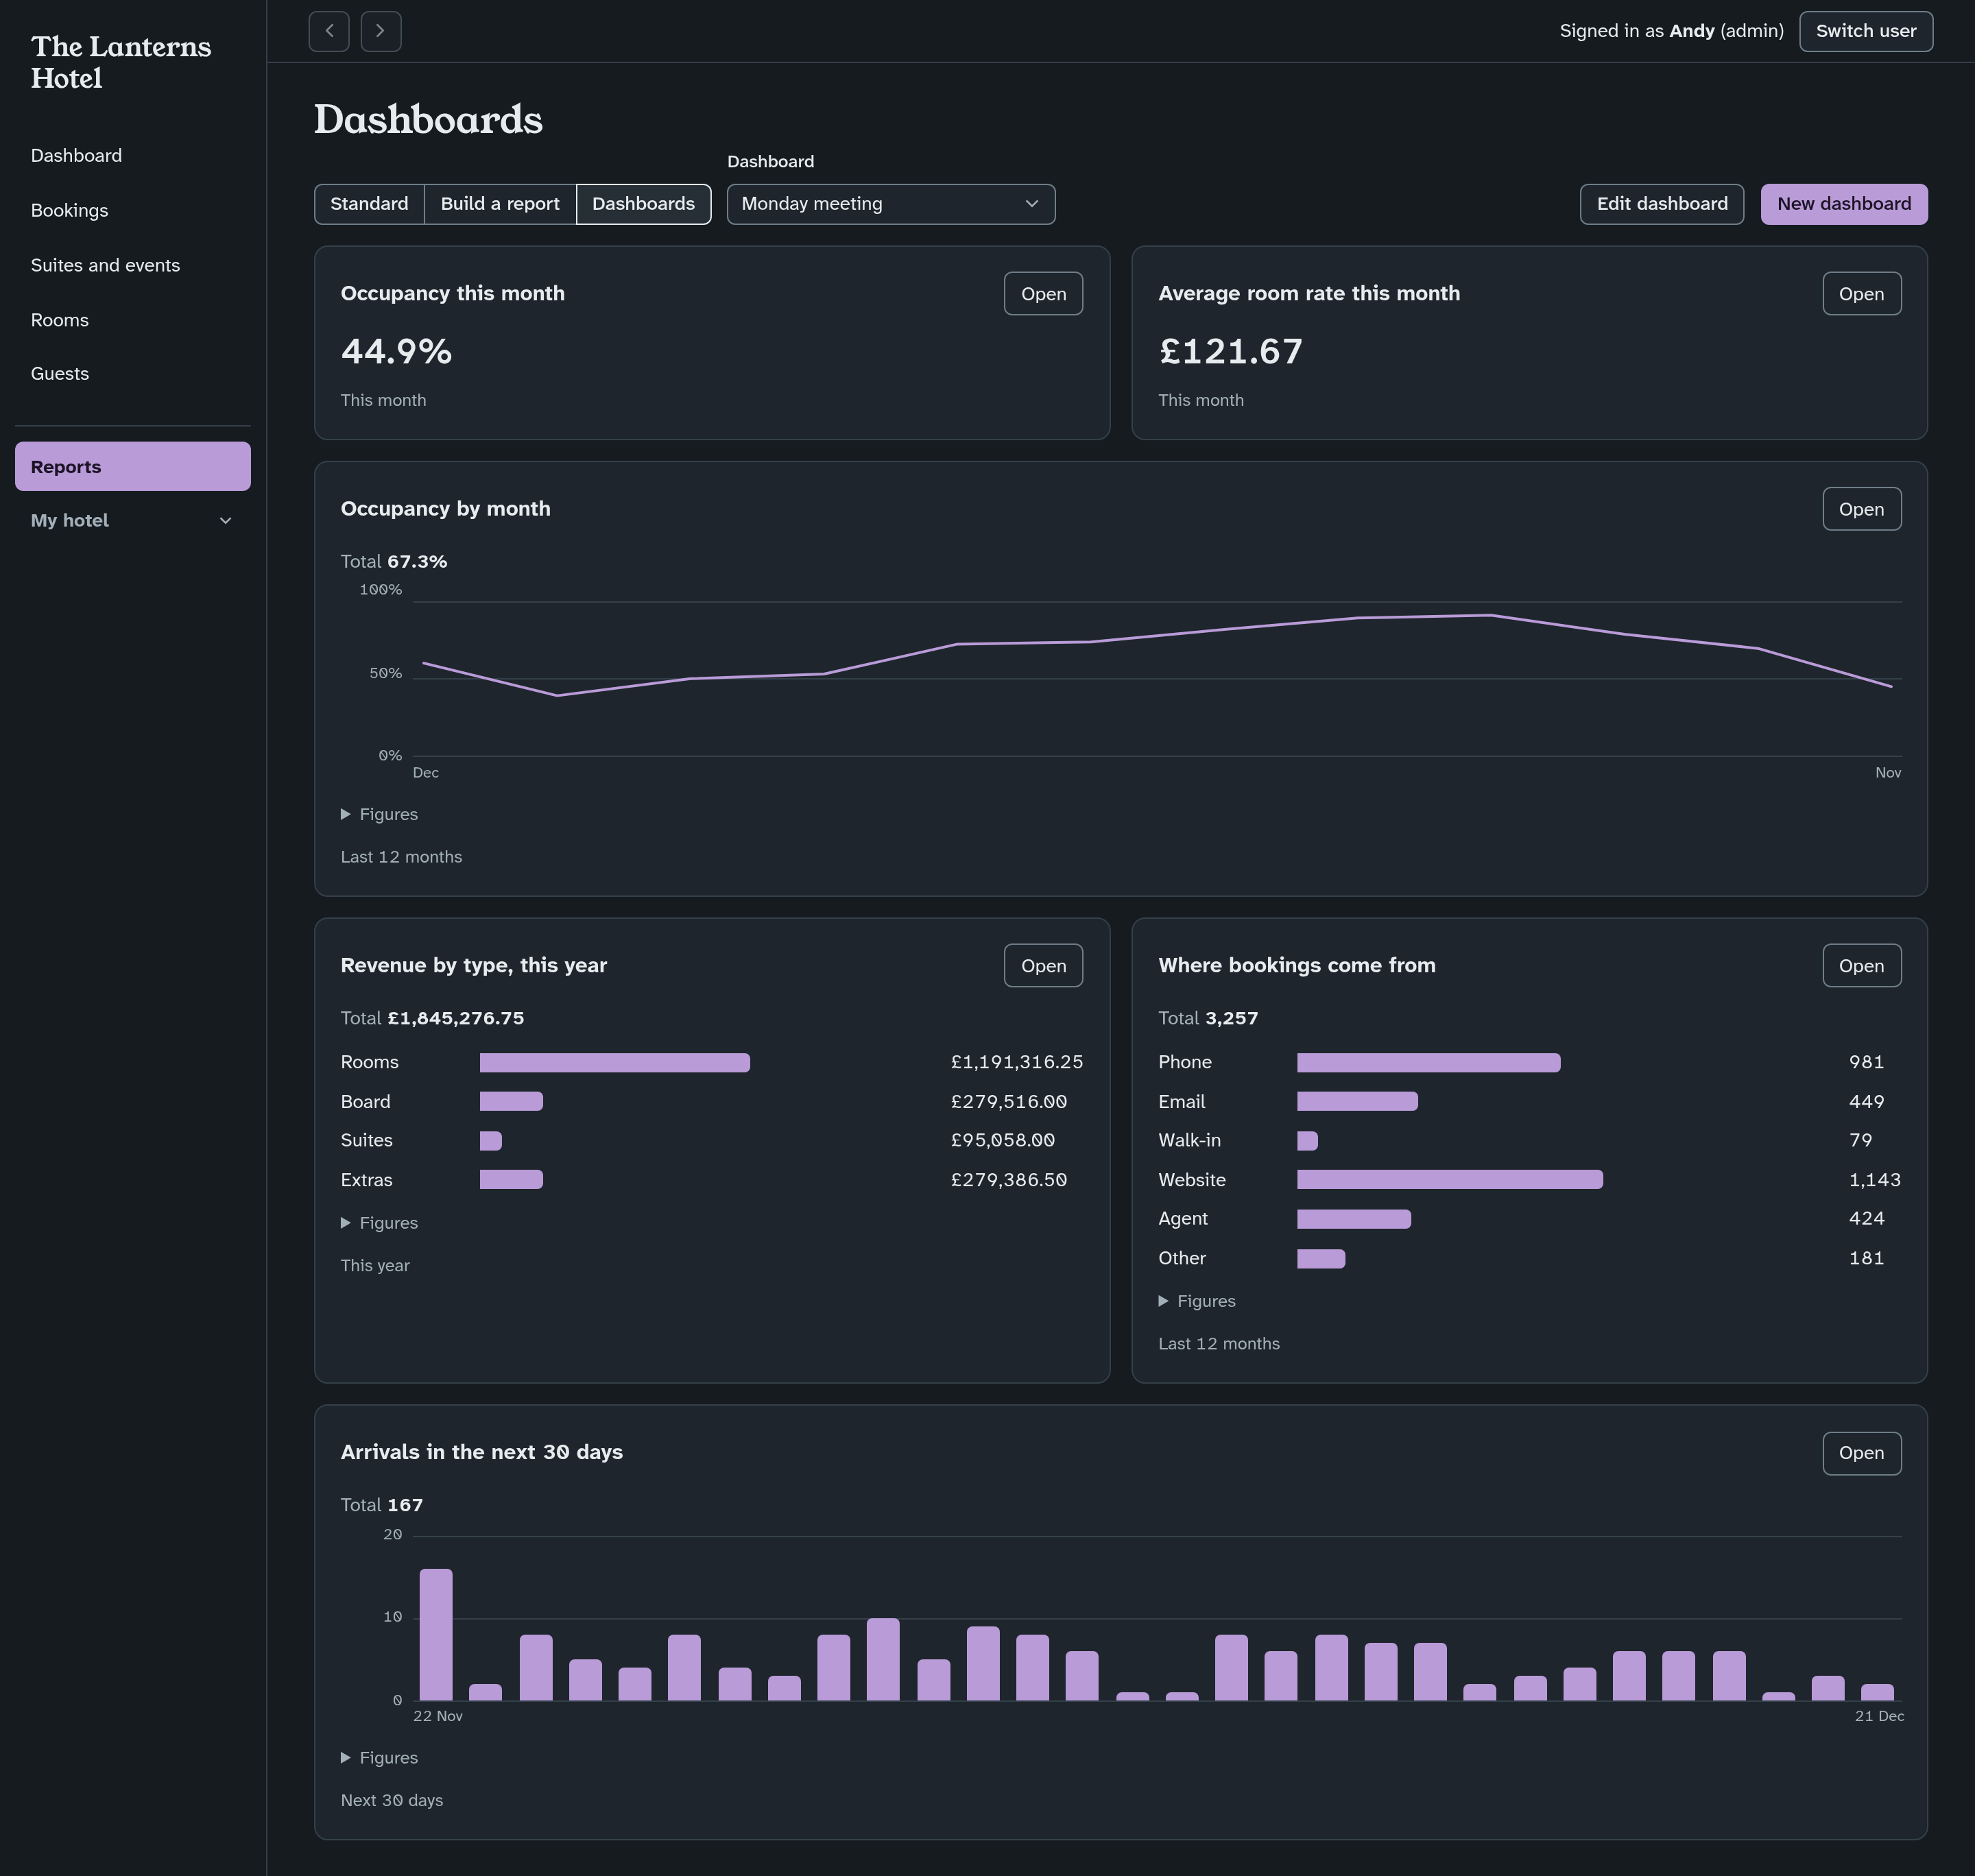 The Lanterns
Hotel
Dashboard
Bookings
Suites and events
Rooms
Guests
Reports
My hotel
Signed in as Andy (admin)
Switch user
Dashboards
Dashboard
Standard
Build a report
Dashboards
Monday meeting
Edit dashboard
New dashboard
Occupancy this month
Open
44.9%
This month
Average room rate this month
Open
£121.67
This month
Occupancy by month
Open
Total 67.3%
100%
50%
0%
Dec
Nov
Figures
Last 12 months
Revenue by type, this year
Open
Total £1,845,276.75
Rooms £1,191,316.25
Board £279,516.00
Suites £95,058.00
Extras £279,386.50
Figures
This year
Where bookings come from
Open
Total 3,257
Phone 981
Email 449
Walk-in 79
Website 1,143
Agent 424
Other 181
Figures
Last 12 months
Arrivals in the next 30 days
Open
Total 167
20
10
0
22 Nov
21 Dec
Figures
Next 30 days